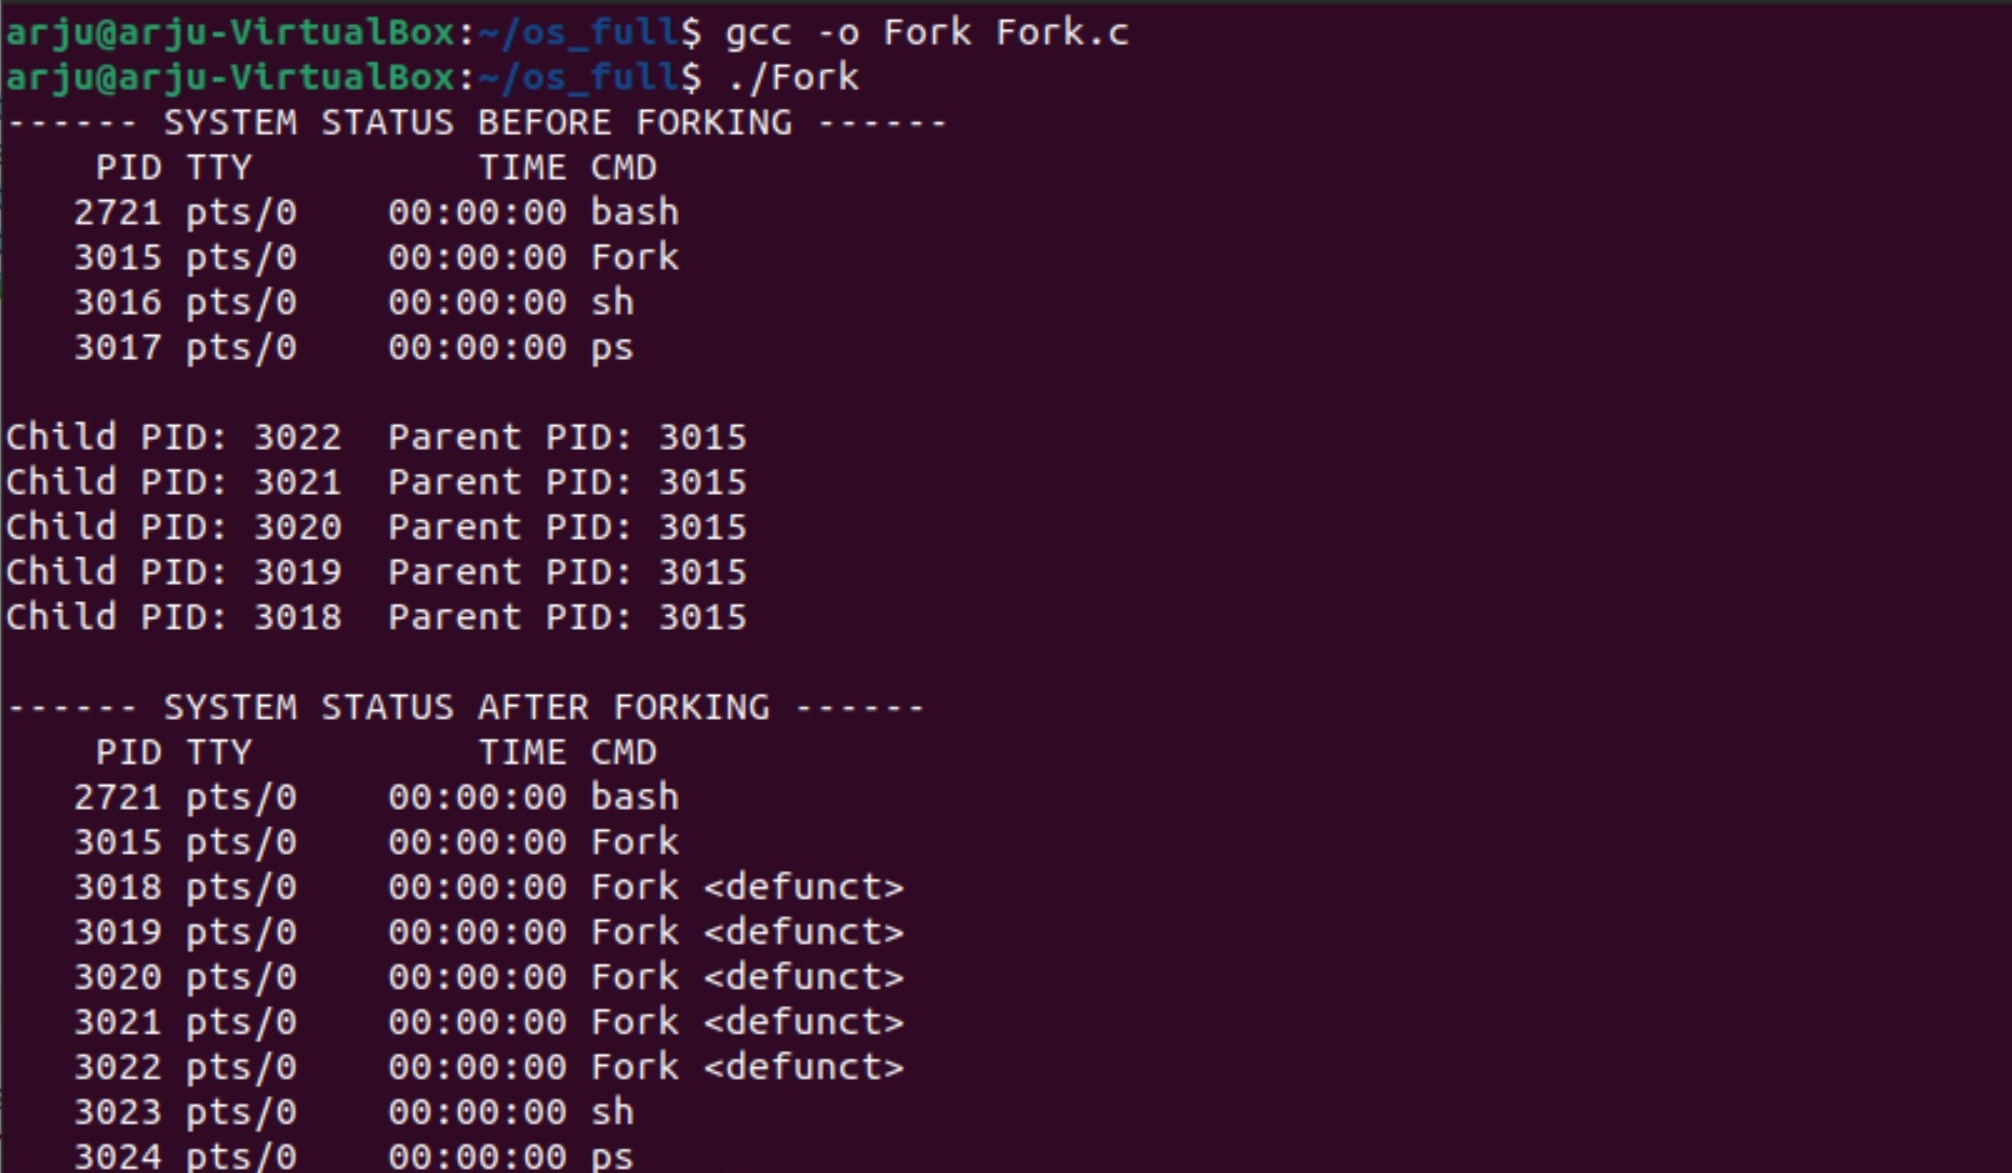 arju@arju-VirtualBox:~/os_full$ gcc -o Fork Fork.c
arju@arju-VirtualBox:~/os_full$ ./Fork
------ SYSTEM STATUS BEFORE FORKING ------
    PID TTY          TIME CMD
   2721 pts/0    00:00:00 bash
   3015 pts/0    00:00:00 Fork
   3016 pts/0    00:00:00 sh
   3017 pts/0    00:00:00 ps

Child PID: 3022  Parent PID: 3015
Child PID: 3021  Parent PID: 3015
Child PID: 3020  Parent PID: 3015
Child PID: 3019  Parent PID: 3015
Child PID: 3018  Parent PID: 3015

------ SYSTEM STATUS AFTER FORKING ------
    PID TTY          TIME CMD
   2721 pts/0    00:00:00 bash
   3015 pts/0    00:00:00 Fork
   3018 pts/0    00:00:00 Fork <defunct>
   3019 pts/0    00:00:00 Fork <defunct>
   3020 pts/0    00:00:00 Fork <defunct>
   3021 pts/0    00:00:00 Fork <defunct>
   3022 pts/0    00:00:00 Fork <defunct>
   3023 pts/0    00:00:00 sh
   3024 pts/0    00:00:00 ps